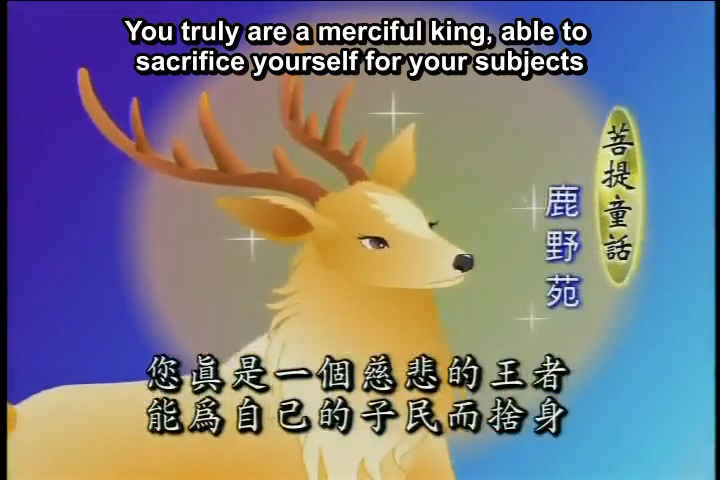 You truly are a merciful king, able to
sacrifice yourself for your subjects
菩提童話
鹿野苑
您眞是一個慈悲的王者
能爲自己的子民而捨身